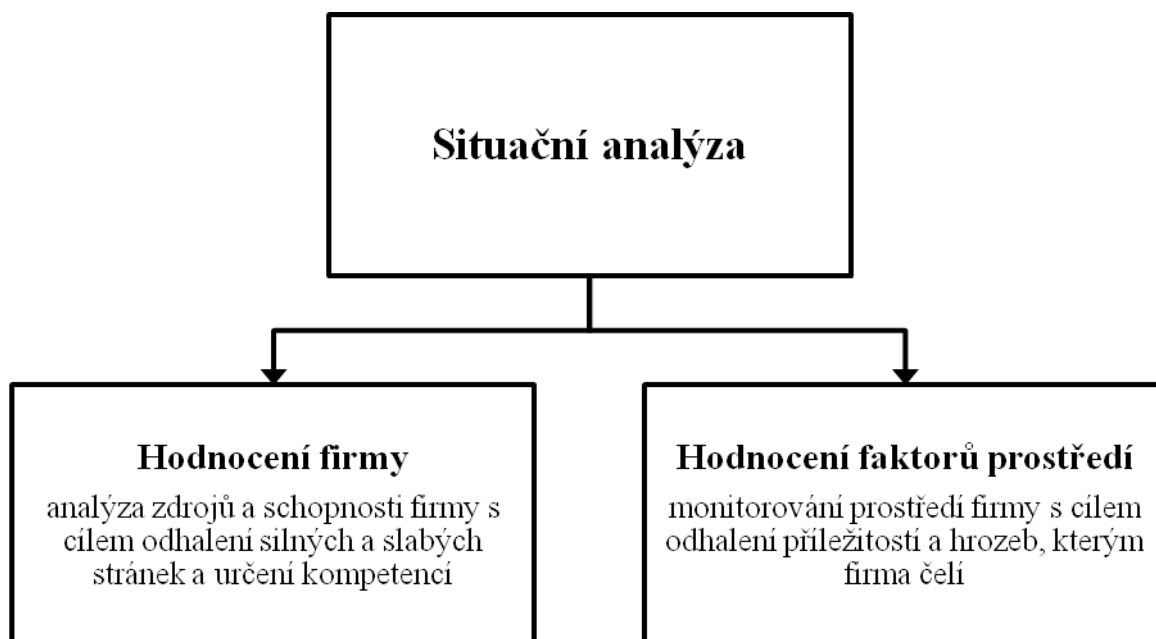 Situační analýza
Hodnocení firmy
analýza zdrojů a schopnosti firmy s
cílem odhalení silných a slabých
stránek a určení kompetencí
Hodnocení faktorů prostředí
monitorování prostředí firmy s cílem
odhalení příležitostí a hrozeb, kterým
firma čelí